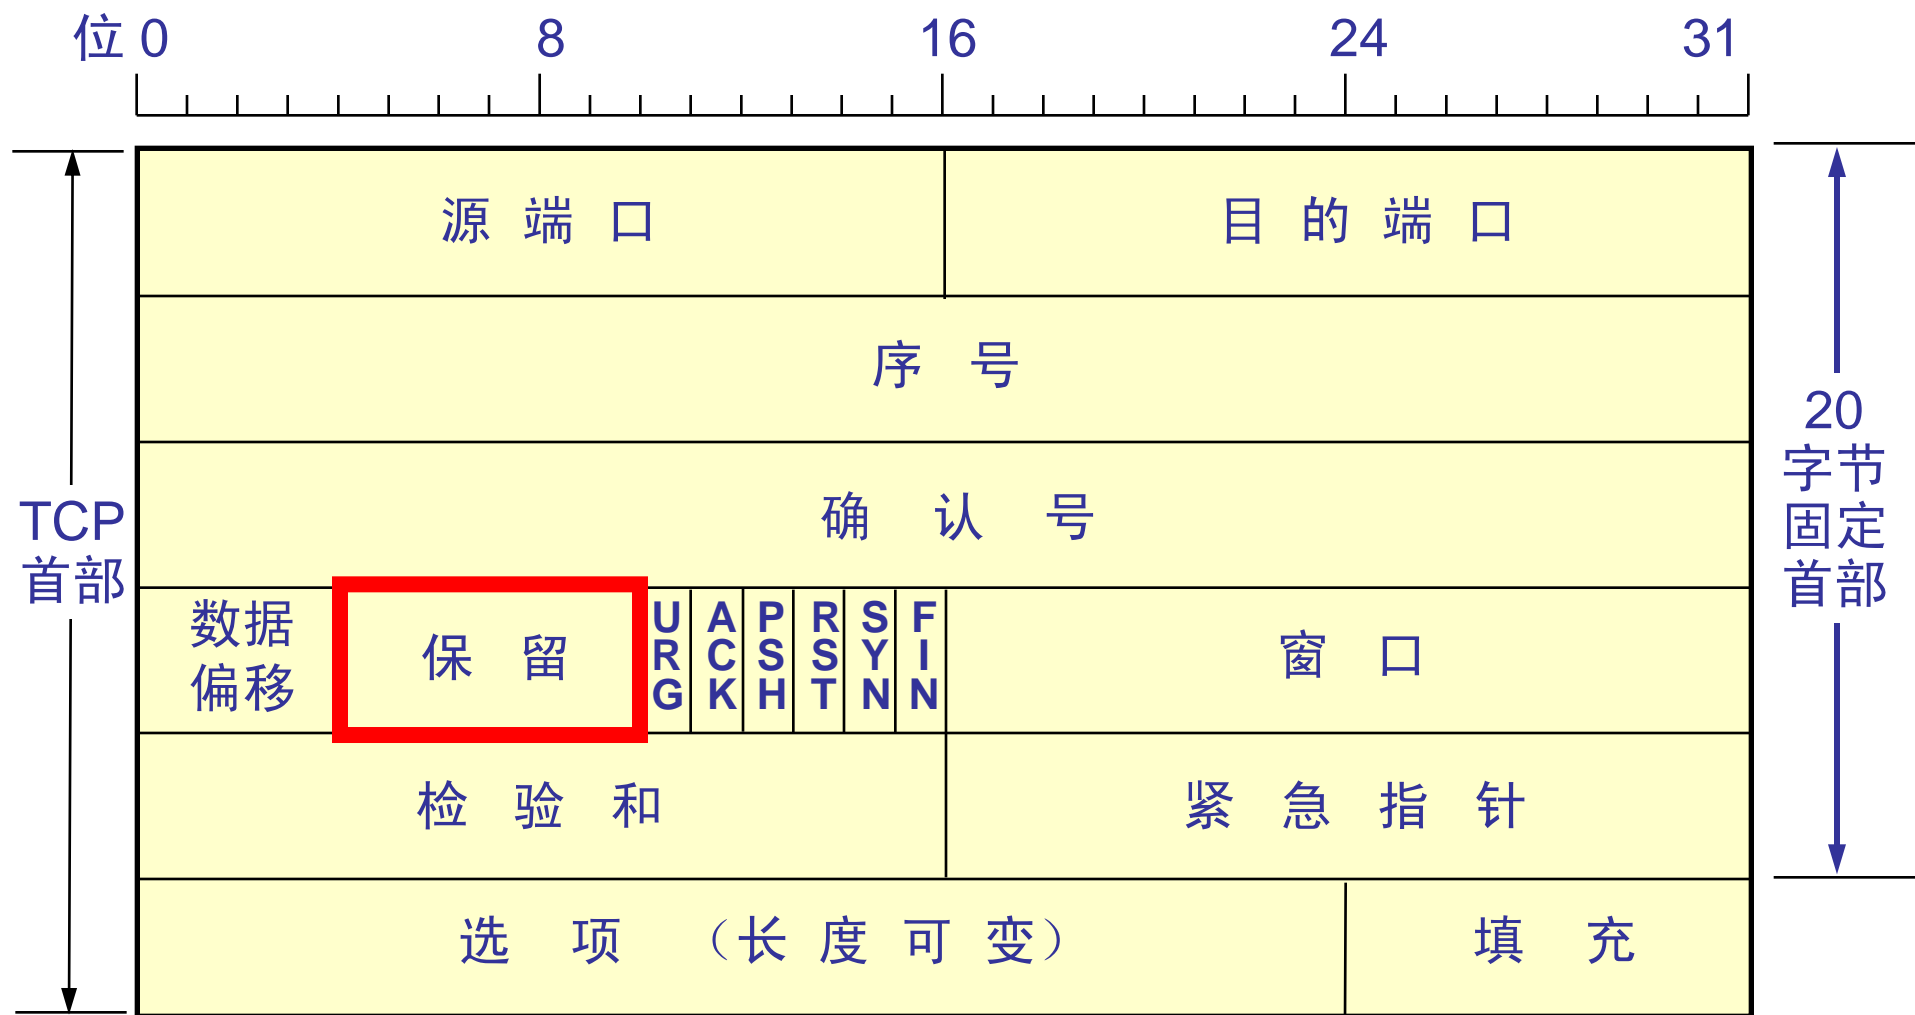 位 0 8 16 24 31
源端口 目的端口
序号
确认号
TCP
首部
20
字节
固定
首部
数据
偏移
保留
URG
ACK
PSH
RST
SYN
FIN
窗口
检验和 紧急指针
选项（长度可变） 填充